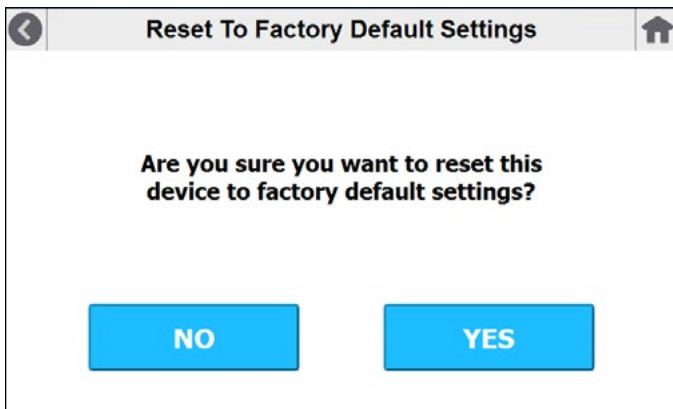 Reset To Factory Default Settings
Are you sure you want to reset this
device to factory default settings?
NO
YES